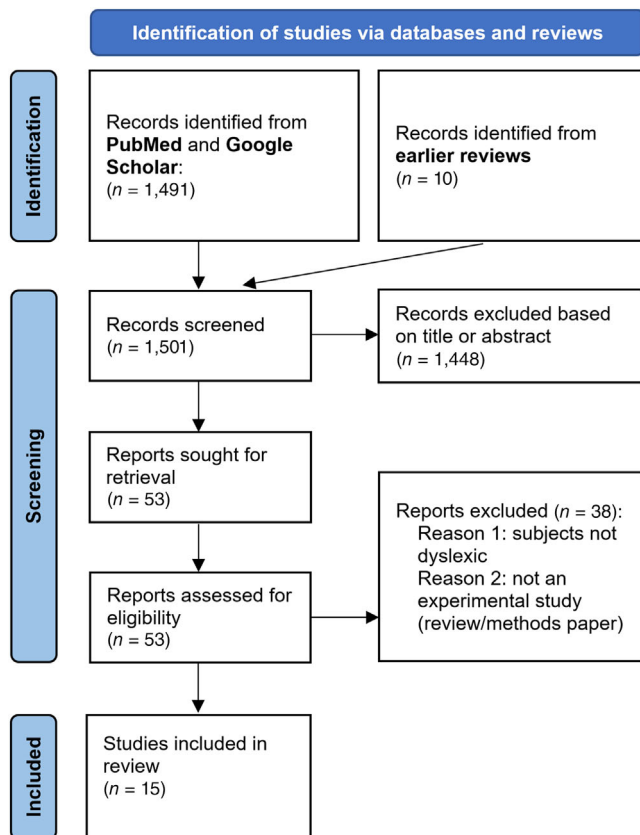 Identification of studies via databases and reviews
Identification
Records identified from
PubMed and Google
Scholar:
(n = 1,491)
Records identified from
earlier reviews
(n = 10)
Screening
Records screened
(n = 1,501)
Records excluded based
on title or abstract
(n = 1,448)
Reports sought for
retrieval
(n = 53)
Reports assessed for
eligibility
(n = 53)
Reports excluded (n = 38):
Reason 1: subjects not
dyslexic
Reason 2: not an
experimental study
(review/methods paper)
Included
Studies included in
review
(n = 15)